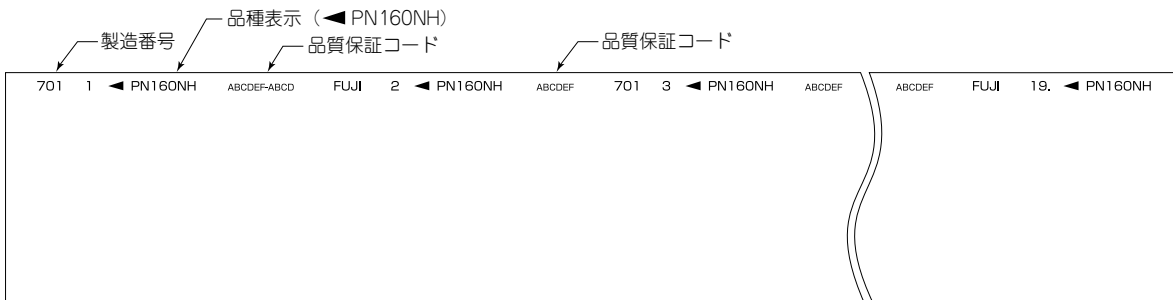 品種表示（◀ PN160NH）
製造番号
品質保証コード
品質保証コード
701 1 ◀ PN160NH ABCDEF-ABCD FUJI 2 ◀ PN160NH ABCDEF 701 3 ◀ PN160NH ABCDEF ABCDEF FUJI 19. ◀ PN160NH